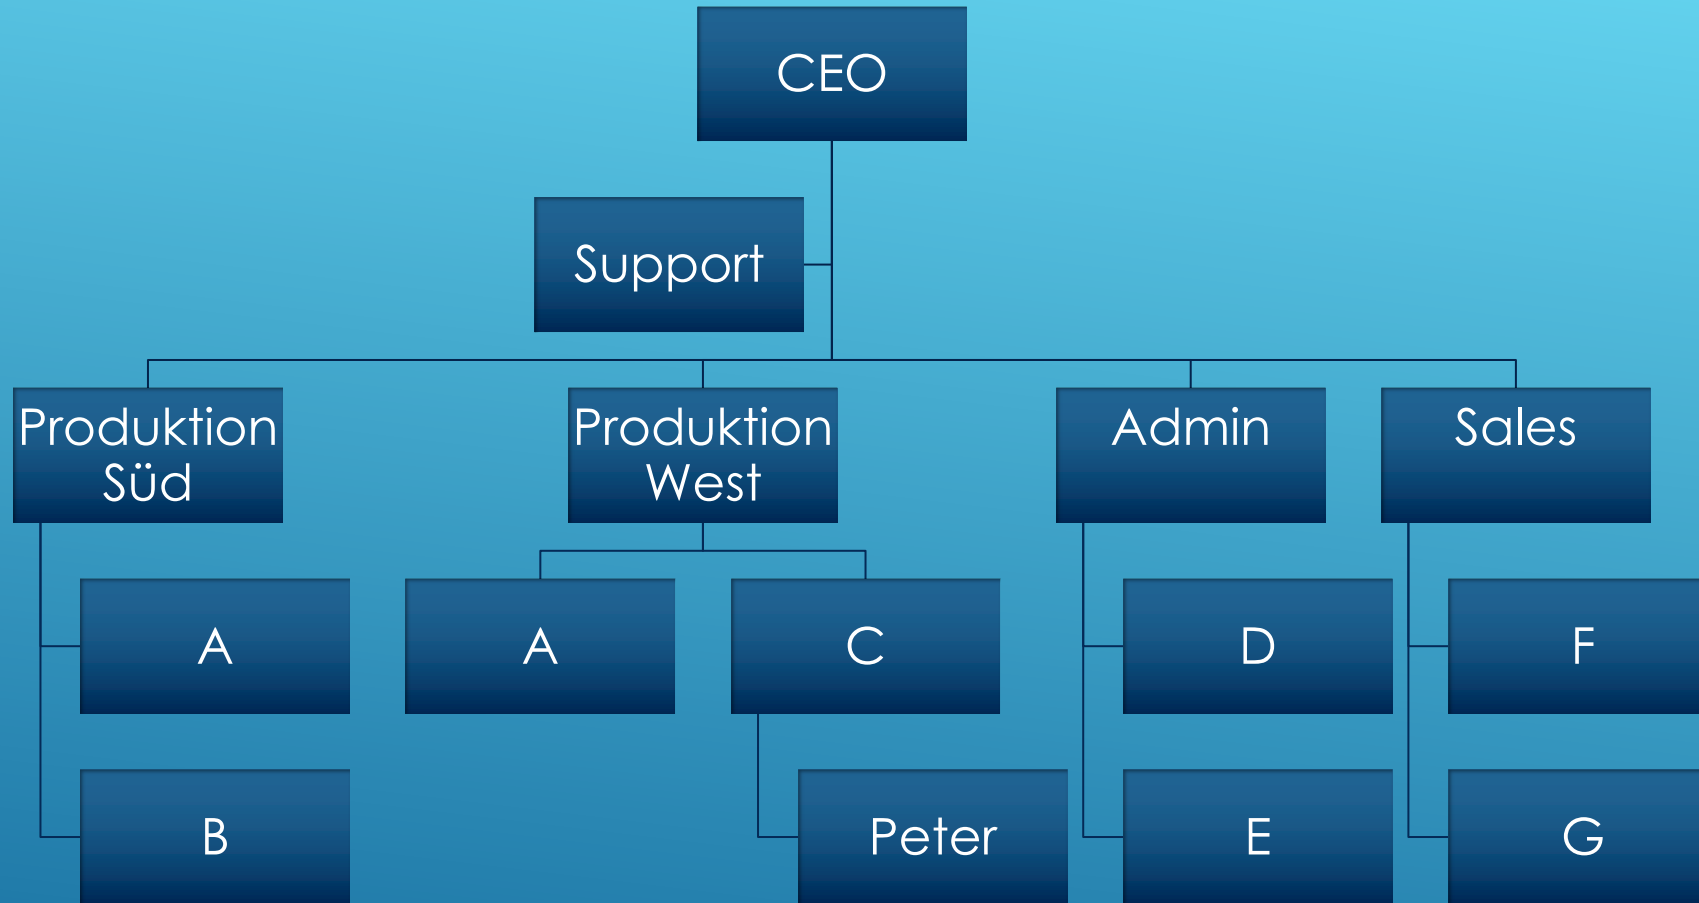 CEO
Support
Produktion
Süd
Produktion
West
Admin
Sales
A
A
C
D
F
B
Peter
E
G